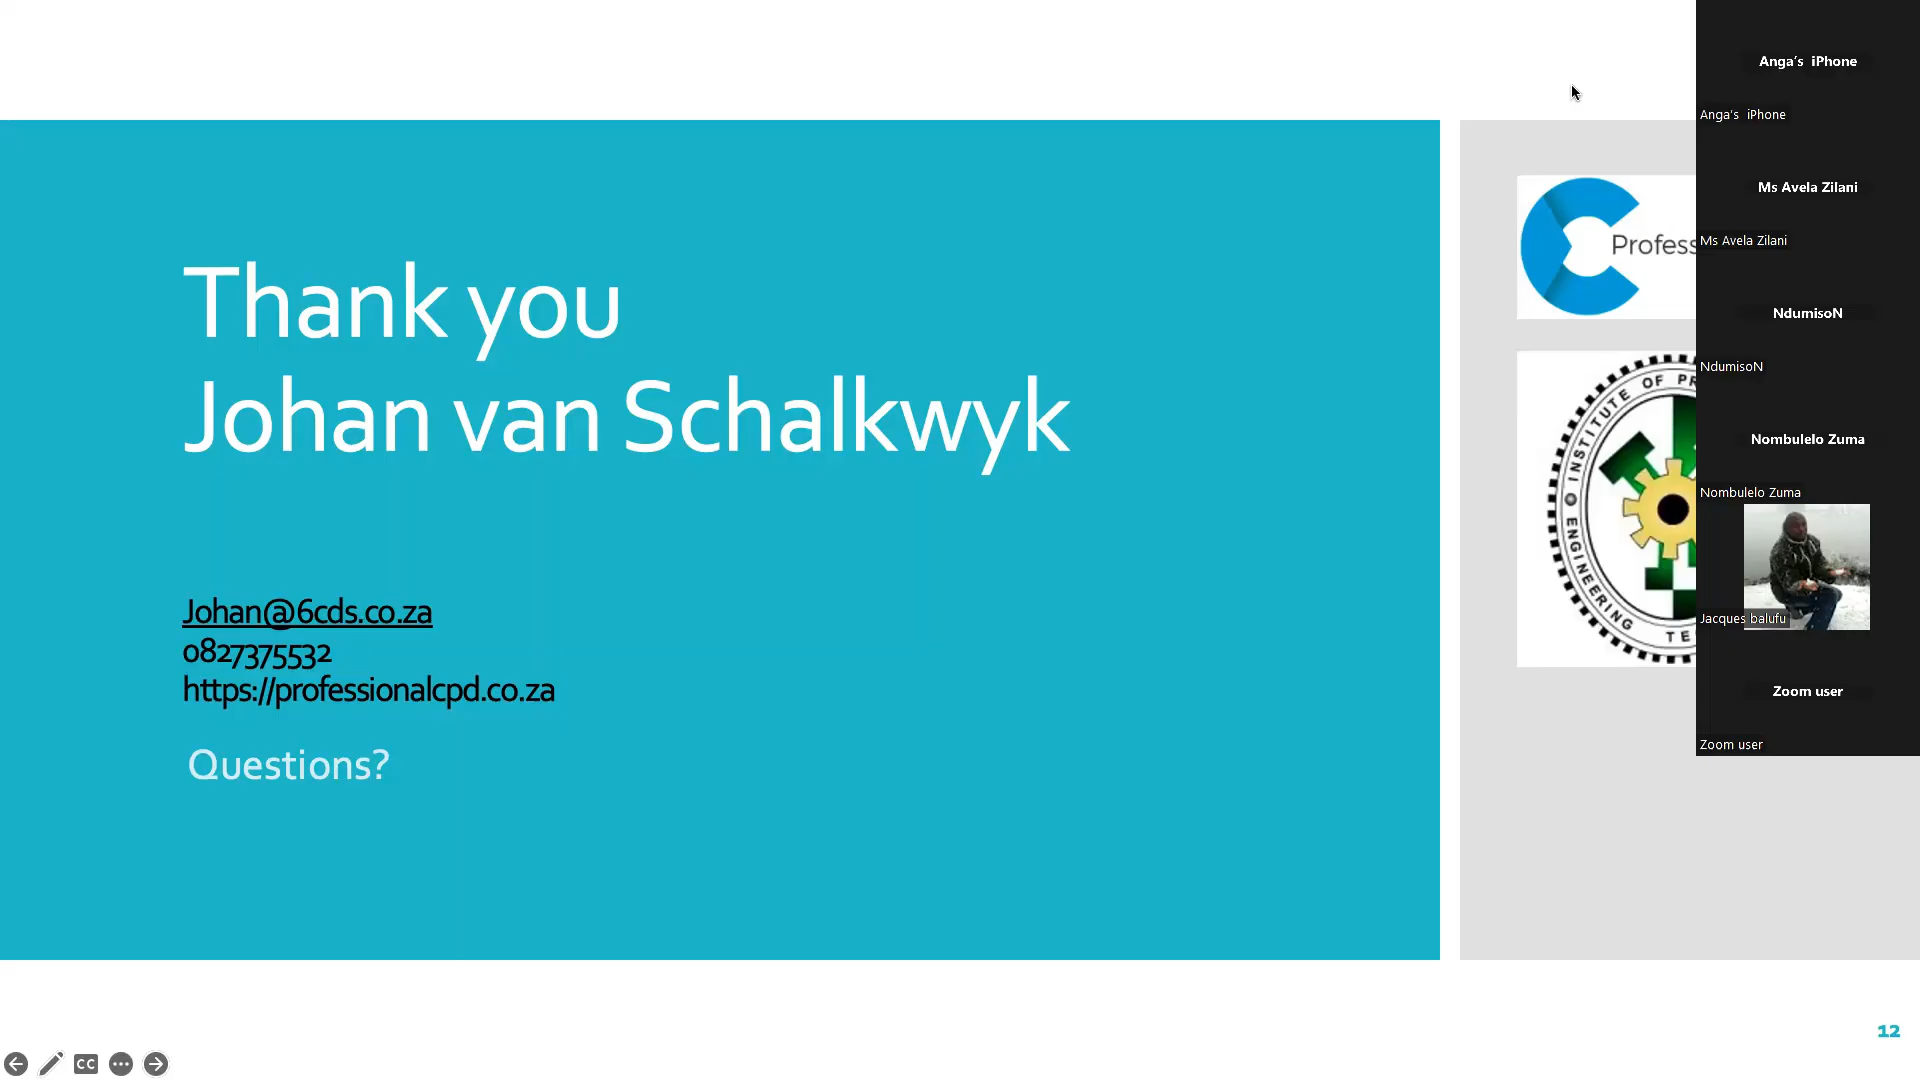 Thank you
Johan van Schalkwyk
Johan@6cds.co.za
0827375532
https://professionalcpd.co.za
Questions?
Profess
INSTITUTE OF PR
ENGINEERING TE
Anga's iPhone
Anga's iPhone
Ms Avela Zilani
Ms Avela Zilani
NdumisoN
NdumisoN
Nombulelo Zuma
Nombulelo Zuma
Jacques balufu
Zoom user
Zoom user
12
CC